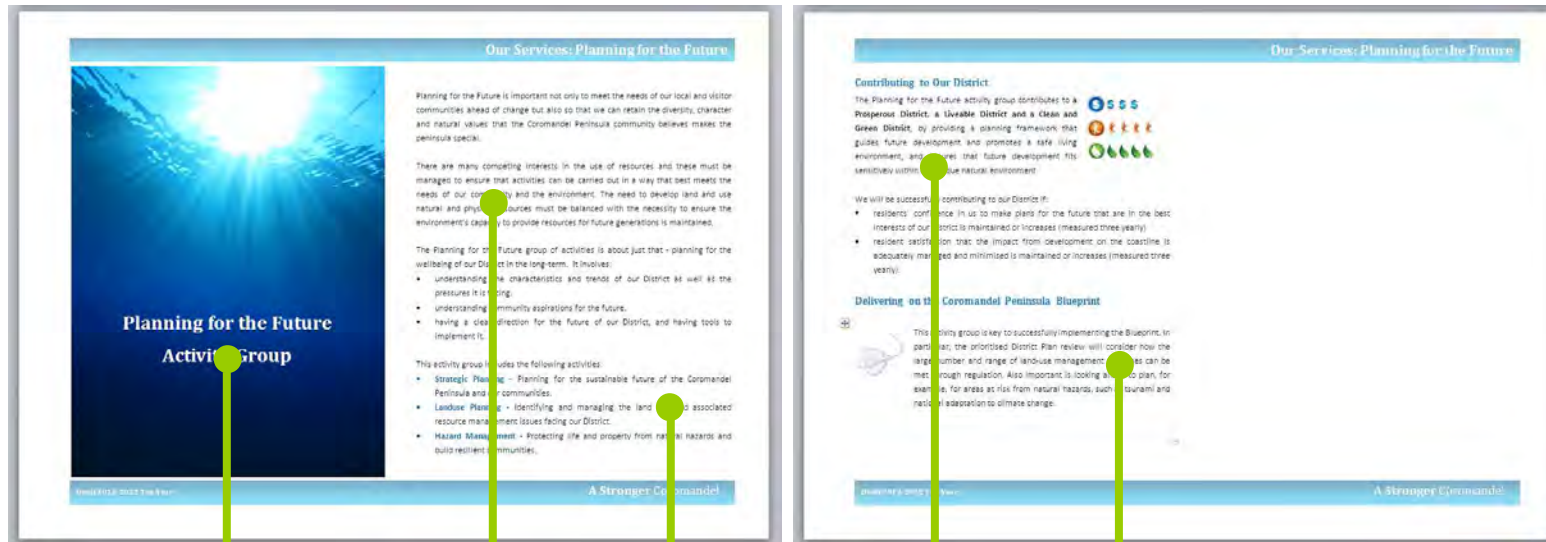 Our Services: Planning for the Future
Planning for the Future
Activity Group
Planning for the Future is important not only to meet the needs of our local and visitor
communities ahead of change but also so that we can retain the diversity, character
and natural values that the Coromandel Peninsula community believes makes the
peninsula special.
There are many competing interests in the use of resources and these must be
managed to ensure that activities can be carried out in a way that best meets the
needs of our community and the environment. The need to develop land and use
natural and physical resources must be balanced with the necessity to ensure the
environment's capacity to provide resources for future generations is maintained.
The Planning for the Future group of activities is about just that - planning for the
wellbeing of our District in the long-term. It involves:
• understanding the characteristics and trends of our District as well as the
pressures it is facing.
• understanding community aspirations for the future.
• having a clear direction for the future of our District, and having tools to
implement it.
This activity group includes the following activities:
• Strategic Planning - Planning for the sustainable future of the Coromandel
Peninsula and our communities.
• Landuse Planning - Identifying and managing the land and associated
resource management issues facing our District.
• Hazard Management - Protecting life and property from natural hazards and
build resilient communities.
A Stronger Coromandel
Our Services: Planning for the Future
Contributing to Our District
The Planning for the Future activity group contributes to a
Prosperous District, a Liveable District and a Clean and
Green District, by providing a planning framework that
guides future development and promotes a safe living
environment, and ensures that future development fits
sensitively within unique natural environment
We will be successfully contributing to our District if:
• residents' confidence in us to make plans for the future that are in the best
interests of our District is maintained or increases (measured three yearly)
• resident satisfaction that the impact from development on the coastline is
adequately managed and minimised is maintained or increases (measured three
yearly).
Delivering on the Coromandel Peninsula Blueprint
This activity group is key to successfully implementing the Blueprint. In
particular, the prioritised District Plan review will consider how the
large number and range of land-use management can be
met through regulation. Also important is looking to plan, for
example, for areas at risk from natural hazards, such tsunami and
national adaptation to climate change.
A Stronger Coromandel